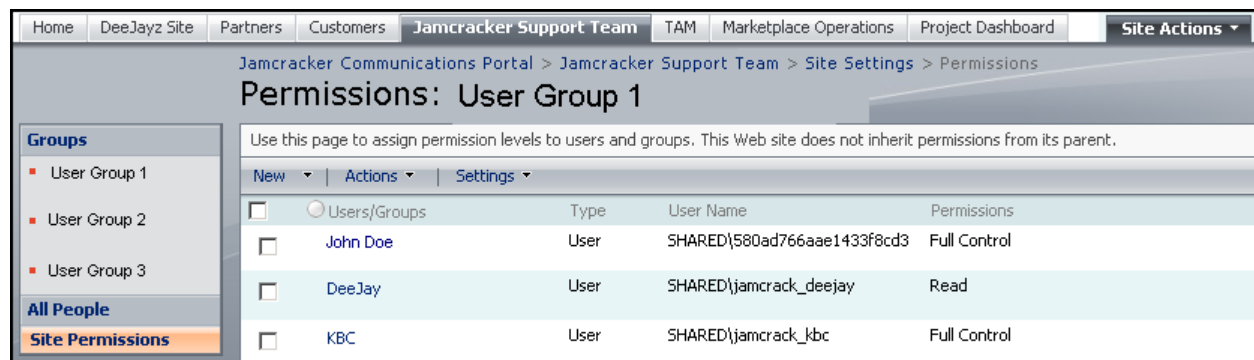 Home DeeJayz Site Partners Customers Jamcracker Support Team TAM Marketplace Operations Project Dashboard Site Actions
Jamcracker Communications Portal > Jamcracker Support Team > Site Settings > Permissions
Permissions: User Group 1
Groups
User Group 1
User Group 2
User Group 3
All People
Site Permissions
Use this page to assign permission levels to users and groups. This Web site does not inherit permissions from its parent.
New | Actions | Settings
Users/Groups Type User Name Permissions
John Doe User SHARED\580ad766aae1433f8cd3 Full Control
DeeJay User SHARED\jamcrack_deejay Read
KBC User SHARED\jamcrack_kbc Full Control